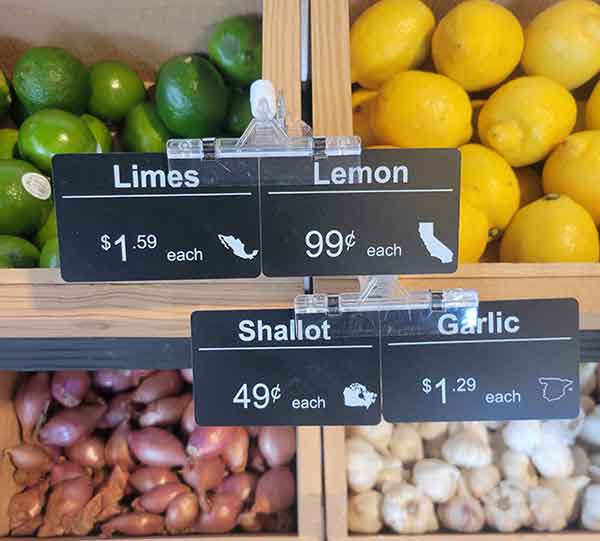 Limes
$1.59 each
Lemon
99¢ each
Shallot
49¢ each
Garlic
$1.29 each